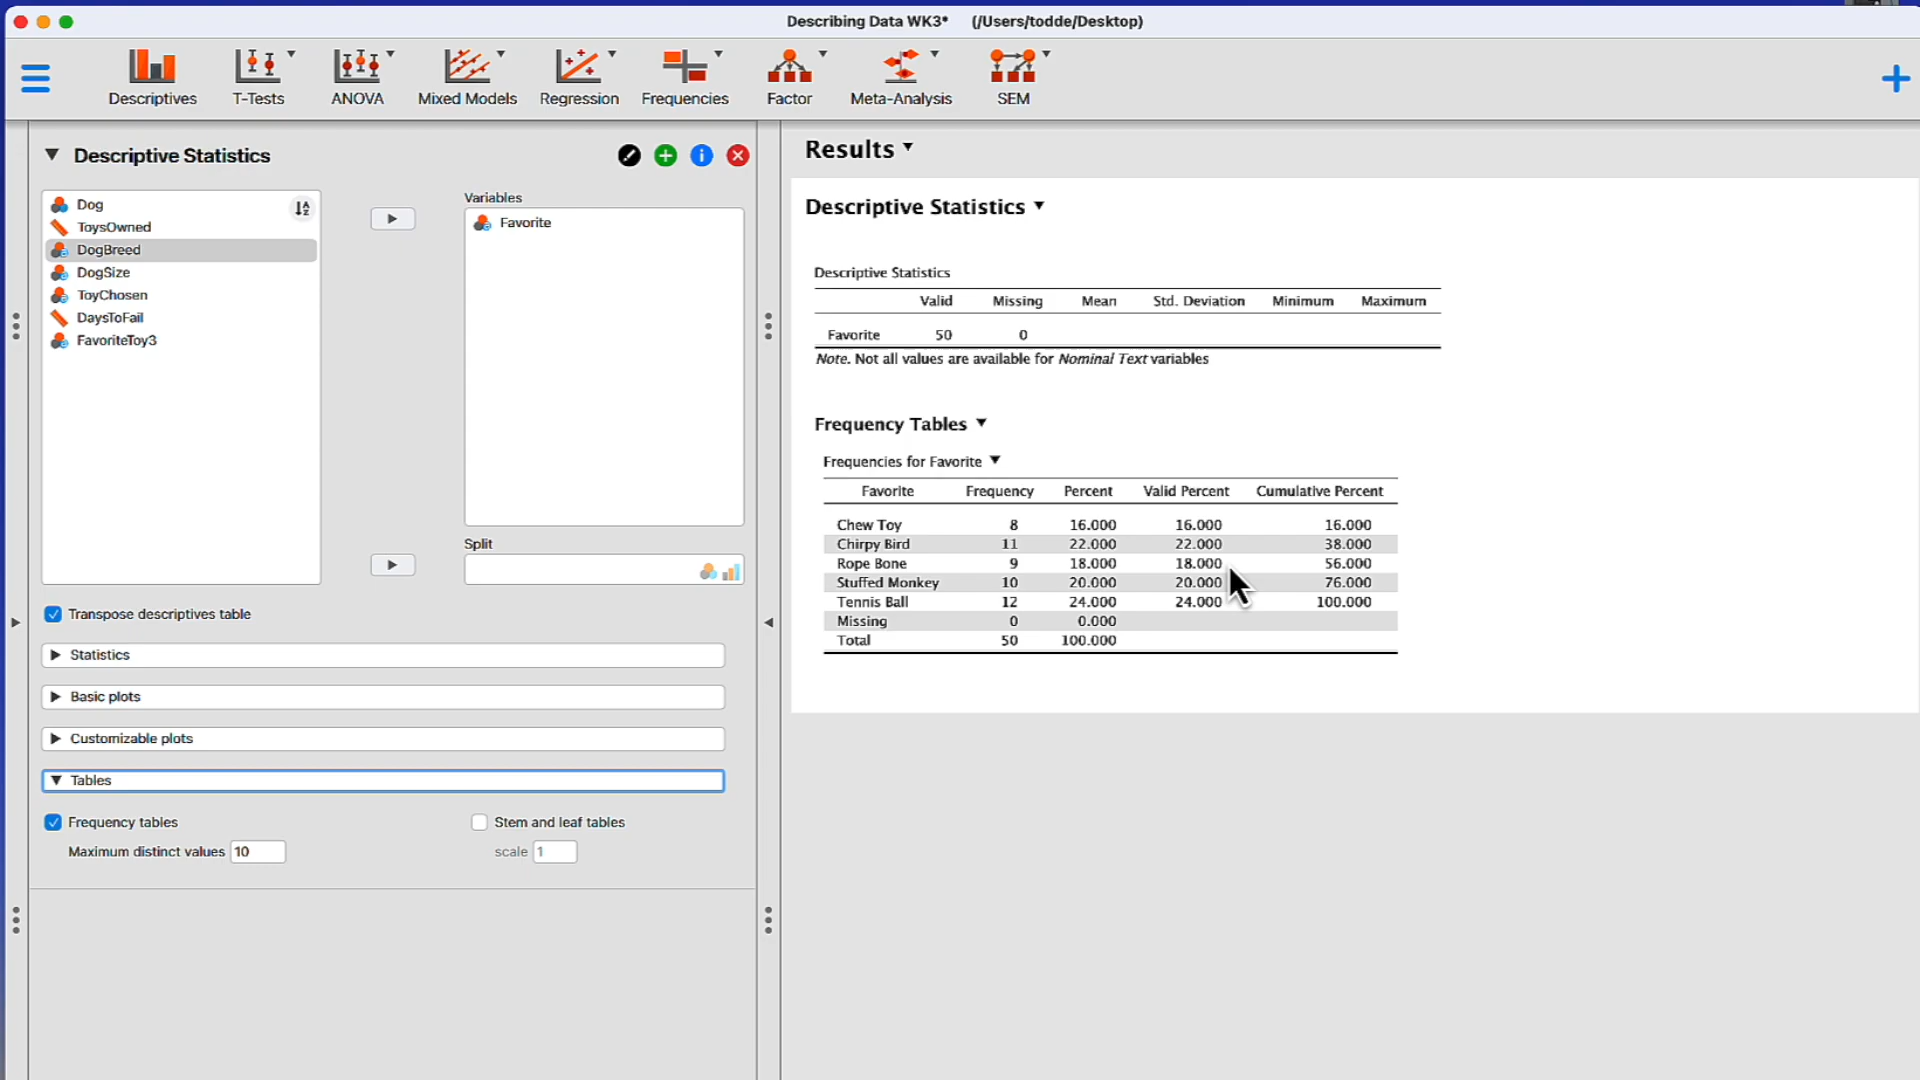 Describing Data WK3* (/Users/todde/Desktop)
Descriptives T-Tests ANOVA Mixed Models Regression Frequencies Factor Meta-Analysis SEM
Descriptive Statistics
Dog
ToysOwned
DogBreed
DogSize
ToyChosen
DaysToFail
FavoriteToy3
Variables
Favorite
Split
Transpose descriptives table
Statistics
Basic plots
Customizable plots
Tables
Frequency tables
Maximum distinct values 10
Stem and leaf tables
scale 1
Results
Descriptive Statistics
Descriptive Statistics
Valid Missing Mean Std. Deviation Minimum Maximum
Favorite 50 0
Note. Not all values are available for Nominal Text variables
Frequency Tables
Frequencies for Favorite
Favorite Frequency Percent Valid Percent Cumulative Percent
Chew Toy 8 16.000 16.000 16.000
Chirpy Bird 11 22.000 22.000 38.000
Rope Bone 9 18.000 18.000 56.000
Stuffed Monkey 10 20.000 20.000 76.000
Tennis Ball 12 24.000 24.000 100.000
Missing 0 0.000
Total 50 100.000